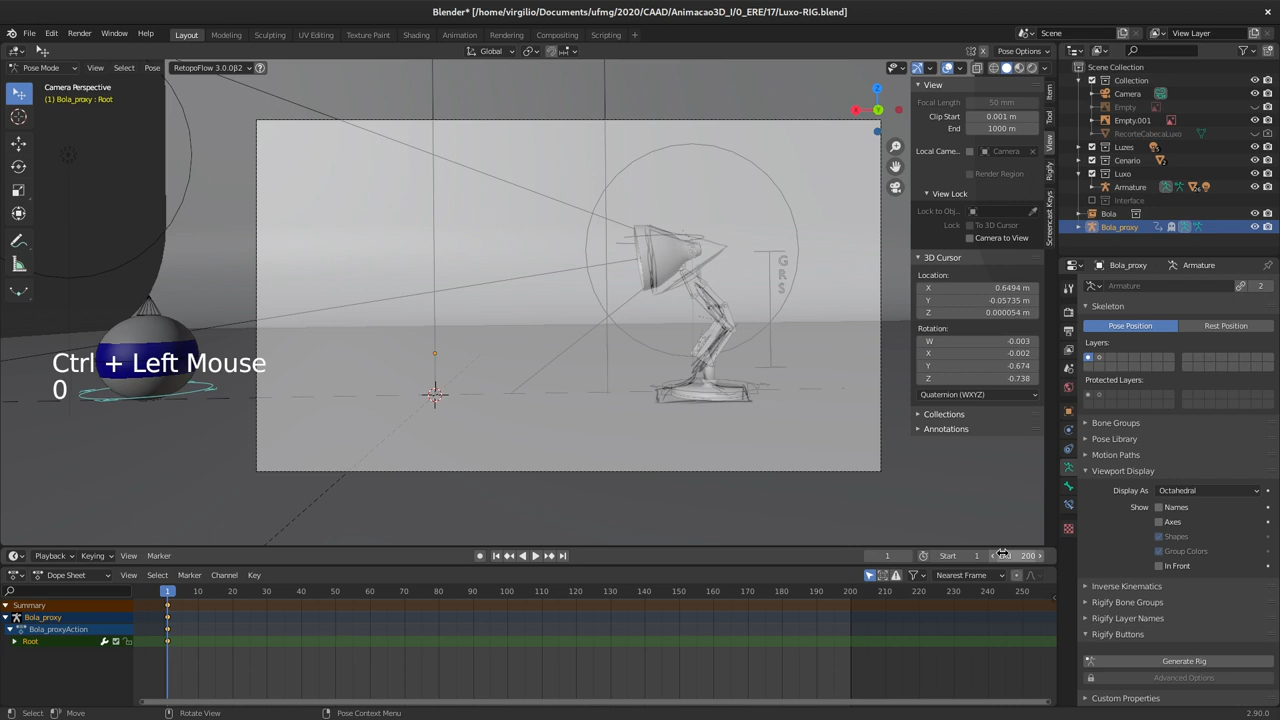 Blender* [/home/virgilio/Documents/ufmg/2020/CAAD/Animacao3D_I/0_ERE/17/Luxo-RIG.blend]
File Edit Render Window Help Layout Modeling Sculpting UV Editing Texture Paint Shading Animation Rendering Compositing Scripting Scene View Layer
Global Pose Options
Pose Mode View Select Pose RetopoFlow 3.0.0β2
Camera Perspective
(1) Bola_proxy : Root
View
Focal Length 50 mm
Clip Start 0.001 m
End 1000 m
Local Came... Camera
Render Region
View Lock
Lock to Obj...
Lock To 3D Cursor
Camera to View
3D Cursor
Location:
X 0.6494 m
Y -0.05735 m
Z 0.000054 m
Rotation:
W -0.003
X -0.002
Y -0.674
Z -0.738
Quaternion (WXYZ)
Collections
Annotations
Item
Tool
View
Rigify
Screencast Keys
G
R
S
Ctrl + Left Mouse
0
Scene Collection
Collection
Camera
Empty
Empty.001
RecorteCabecaLuxo
Luzes
Cenario
Luxo
Armature
Interface
Bola
Bola_proxy
Bola_proxy Armature
Armature 2
Skeleton
Pose Position Rest Position
Layers:
Protected Layers:
Bone Groups
Pose Library
Motion Paths
Viewport Display
Display As Octahedral
Show Names
Axes
Shapes
Group Colors
In Front
Inverse Kinematics
Rigify Bone Groups
Rigify Layer Names
Rigify Buttons
Generate Rig
Advanced Options
Custom Properties
Playback Keying View Marker 1 Start 1 200
Dope Sheet View Select Marker Channel Key Nearest Frame
1 10 20 30 40 50 60 70 80 90 100 110 120 130 140 150 160 170 180 190 200 210 220 230 240 250
Summary
Bola_proxy
Bola_proxyAction
Root
Select Move Rotate View Pose Context Menu 2.90.0